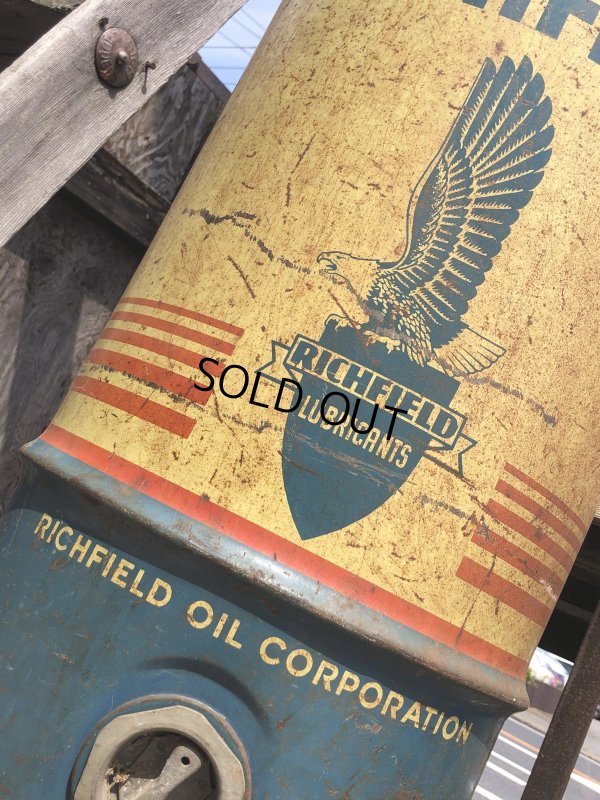 RICHFIELD
LUBRICANTS
SOLD OUT
RICHFIELD OIL CORPORATION